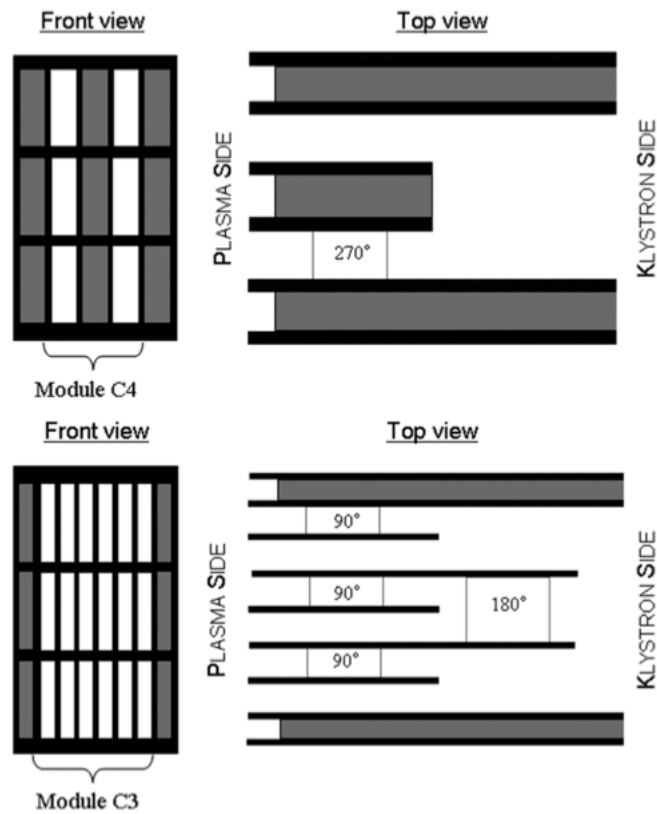 Front view
Top view
PLASMA SIDE
KLYSTRON SIDE
270°
Module C4
Front view
Top view
PLASMA SIDE
KLYSTRON SIDE
90°
90°
180°
90°
Module C3